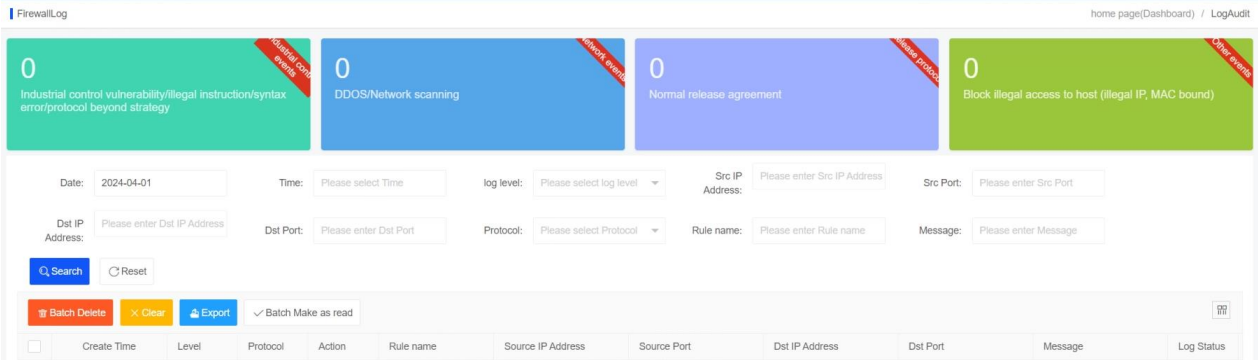 FirewallLog
home page(Dashboard) / LogAudit
0
Industrial control vulnerability/illegal instruction/syntax
error/protocol beyond strategy
events
0
DDOS/Network scanning
0
Normal release agreement
0
Block illegal access to host (illegal IP, MAC bound)
Other events
Date: 2024-04-01
Time: Please select Time
log level: Please select log level
Src IP
Address: Please enter Src IP Address
Src Port: Please enter Src Port
Dst IP
Address: Please enter Dst IP Address
Dst Port: Please enter Dst Port
Protocol: Please select Protocol
Rule name: Please enter Rule name
Message: Please enter Message
Search Reset
Batch Delete Clear Export Batch Make as read
Create Time Level Protocol Action Rule name Source IP Address Source Port Dst IP Address Dst Port Message Log Status